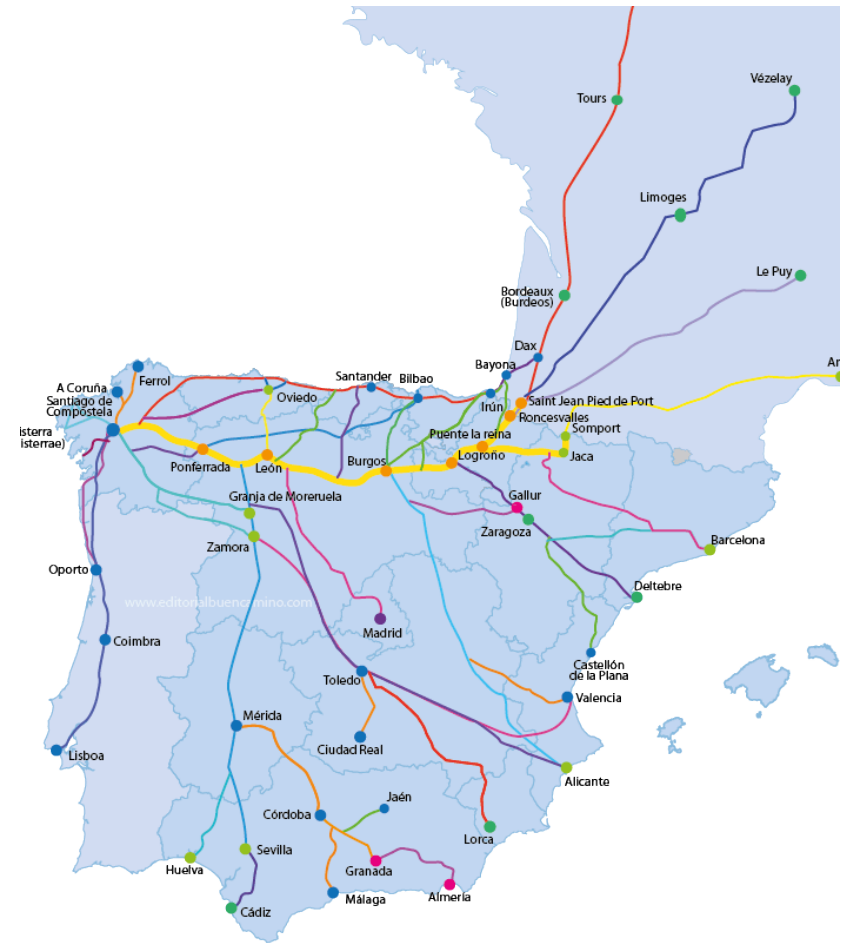 Vézelay
Tours
Limoges
Le Puy
Bordeaux
(Burdeos)
Dax
Ar
Bayona
Santander
Bilbao
Ferrol
A Coruña
Santiago de
Compostela
Oviedo
Irún
Saint Jean Pied de Port
Roncesvalles
isterra
isterrae)
Puente la reina
Somport
Ponferrada
León
Burgos
Logroño
Jaca
Granja de Moreruela
Gallur
Zaragoza
Zamora
Barcelona
Oporto
Deltebre
www.editorialbuencamino.com
Madrid
Coimbra
Castellón
de la Plana
Toledo
Valencia
Mérida
Ciudad Real
Lisboa
Alicante
Jaén
Córdoba
Lorca
Sevilla
Huelva
Granada
Almería
Málaga
Cádiz